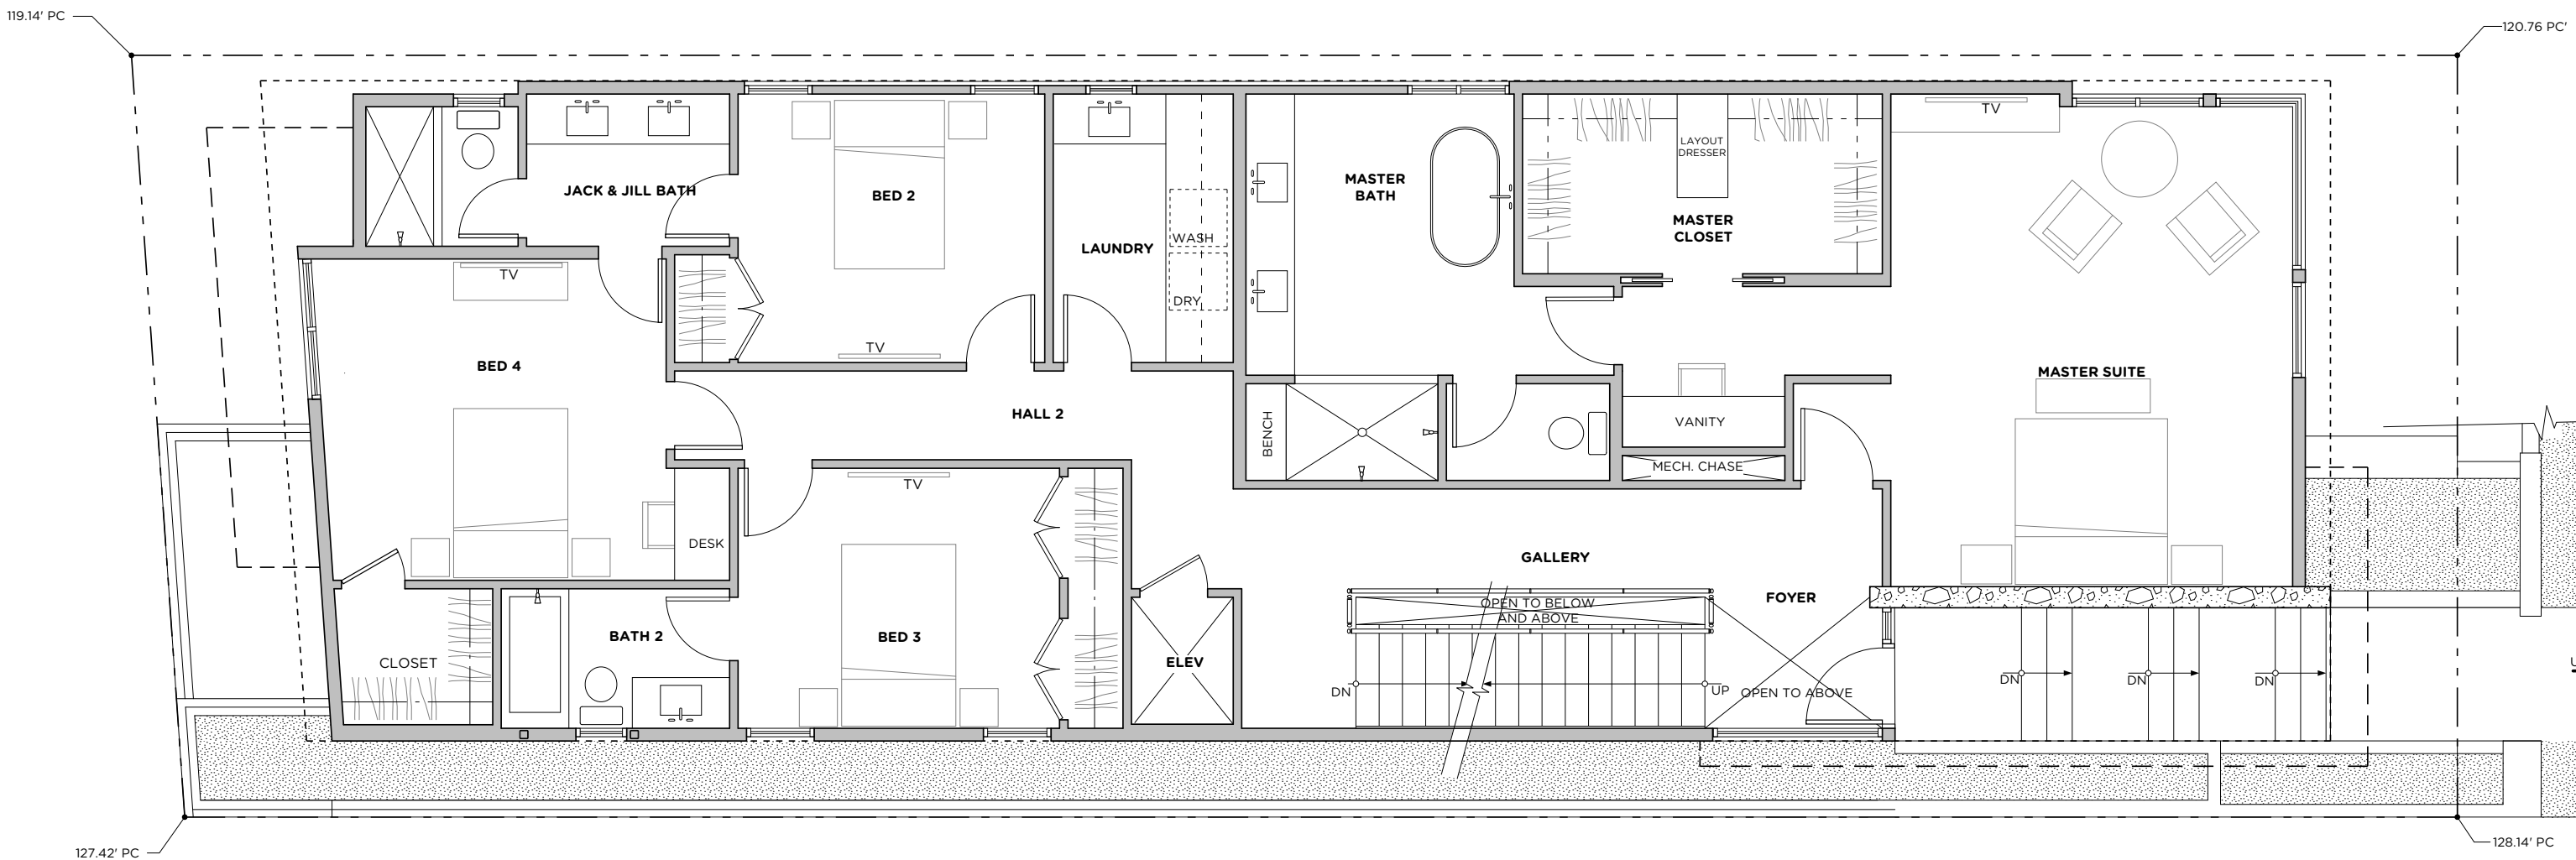 119.14' PC
120.76 PC'
TV
LAYOUT
DRESSER
JACK & JILL BATH
BED 2
MASTER
BATH
MASTER
CLOSET
WASH
LAUNDRY
TV
DRY
TV
BED 4
MASTER SUITE
HALL 2
BENCH
VANITY
MECH. CHASE
TV
DESK
GALLERY
FOYER
OPEN TO BELOW
AND ABOVE
BATH 2
BED 3
CLOSET
ELEV
DN
UP
OPEN TO ABOVE
DN
DN
DN
127.42' PC
128.14' PC